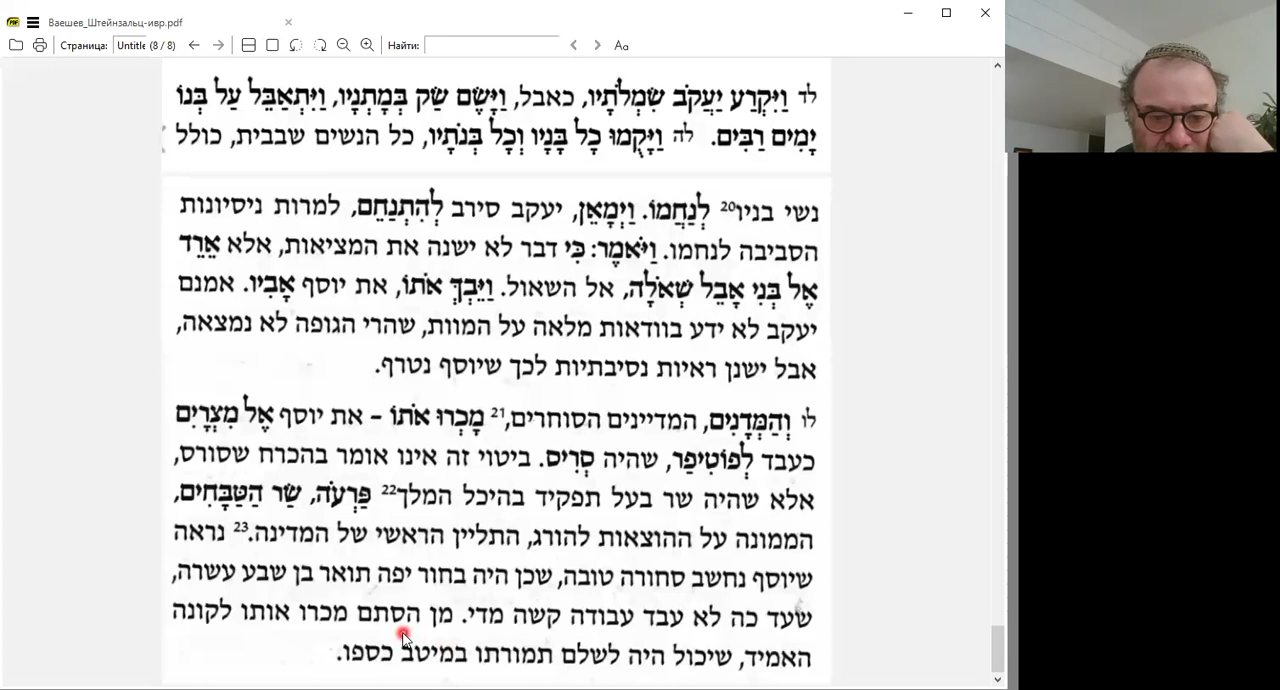 Ваешев_Штейнзальц-ивр.pdf
Страница: Untitle (8 / 8) Найти: Aa
לד וַיִּקְרַע יַעֲקֹב שִׂמְלֹתָיו, כאבל, וַיָּשֶׂם שַׂק בְּמָתְנָיו, וַיִּתְאַבֵּל עַל בְּנוֹ
יָמִים רַבִּים. לה וַיָּקֻמוּ כָל בָּנָיו וְכָל בְּנֹתָיו, כל הנשים שבבית, כולל
נשי בניו20 לְנַחֲמוֹ. וַיְמָאֵן, יעקב סירב לְהִתְנַחֵם, למרות ניסיונות
הסביבה לנחמו. וַיֹּאמֶר: כִּי דבר לא ישנה את המציאות, אלא אֵרֵד
אֶל בְּנִי אָבֵל שְׁאֹלָה, אל השאול. וַיֵּבְךְּ אֹתוֹ, את יוסף אָבִיו. אמנם
יעקב לא ידע בוודאות מלאה על המוות, שהרי הגופה לא נמצאה,
אבל ישנן ראיות נסיבתיות לכך שיוסף נטרף.
לו וְהַמְּדָנִים, המדיינים הסוחרים,21 מָכְרוּ אֹתוֹ – את יוסף אֶל מִצְרָיִם
כעבד לְפוֹטִיפַר, שהיה סְרִיס. ביטוי זה אינו אומר בהכרח שסורס,
אלא שהיה שר בעל תפקיד בהיכל המלך22 פַּרְעֹה, שַׂר הַטַּבָּחִים,
הממונה על ההוצאות להורג, התליין הראשי של המדינה.23 נראה
שיוסף נחשב סחורה טובה, שכן היה בחור יפה תואר בן שבע עשרה,
שעד כה לא עבד עבודה קשה מדי. מן הסתם מכרו אותו לקונה
האמיד, שיכול היה לשלם תמורתו במיטב כספו.